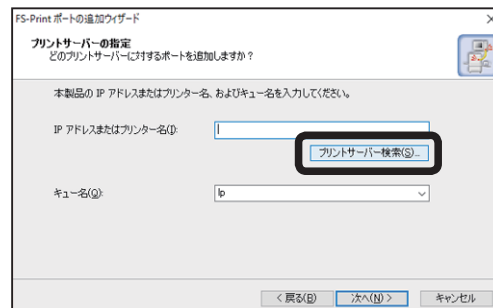 FS-Print ポートの追加ウィザード
プリントサーバーの指定
どのプリントサーバーに対するポートを追加しますか？
本製品の IP アドレスまたはプリンター名、およびキュー名を入力してください。
IP アドレスまたはプリンター名(I):
プリントサーバー検索(S)...
キュー名(Q): lp
< 戻る(B) 次へ(N) > キャンセル